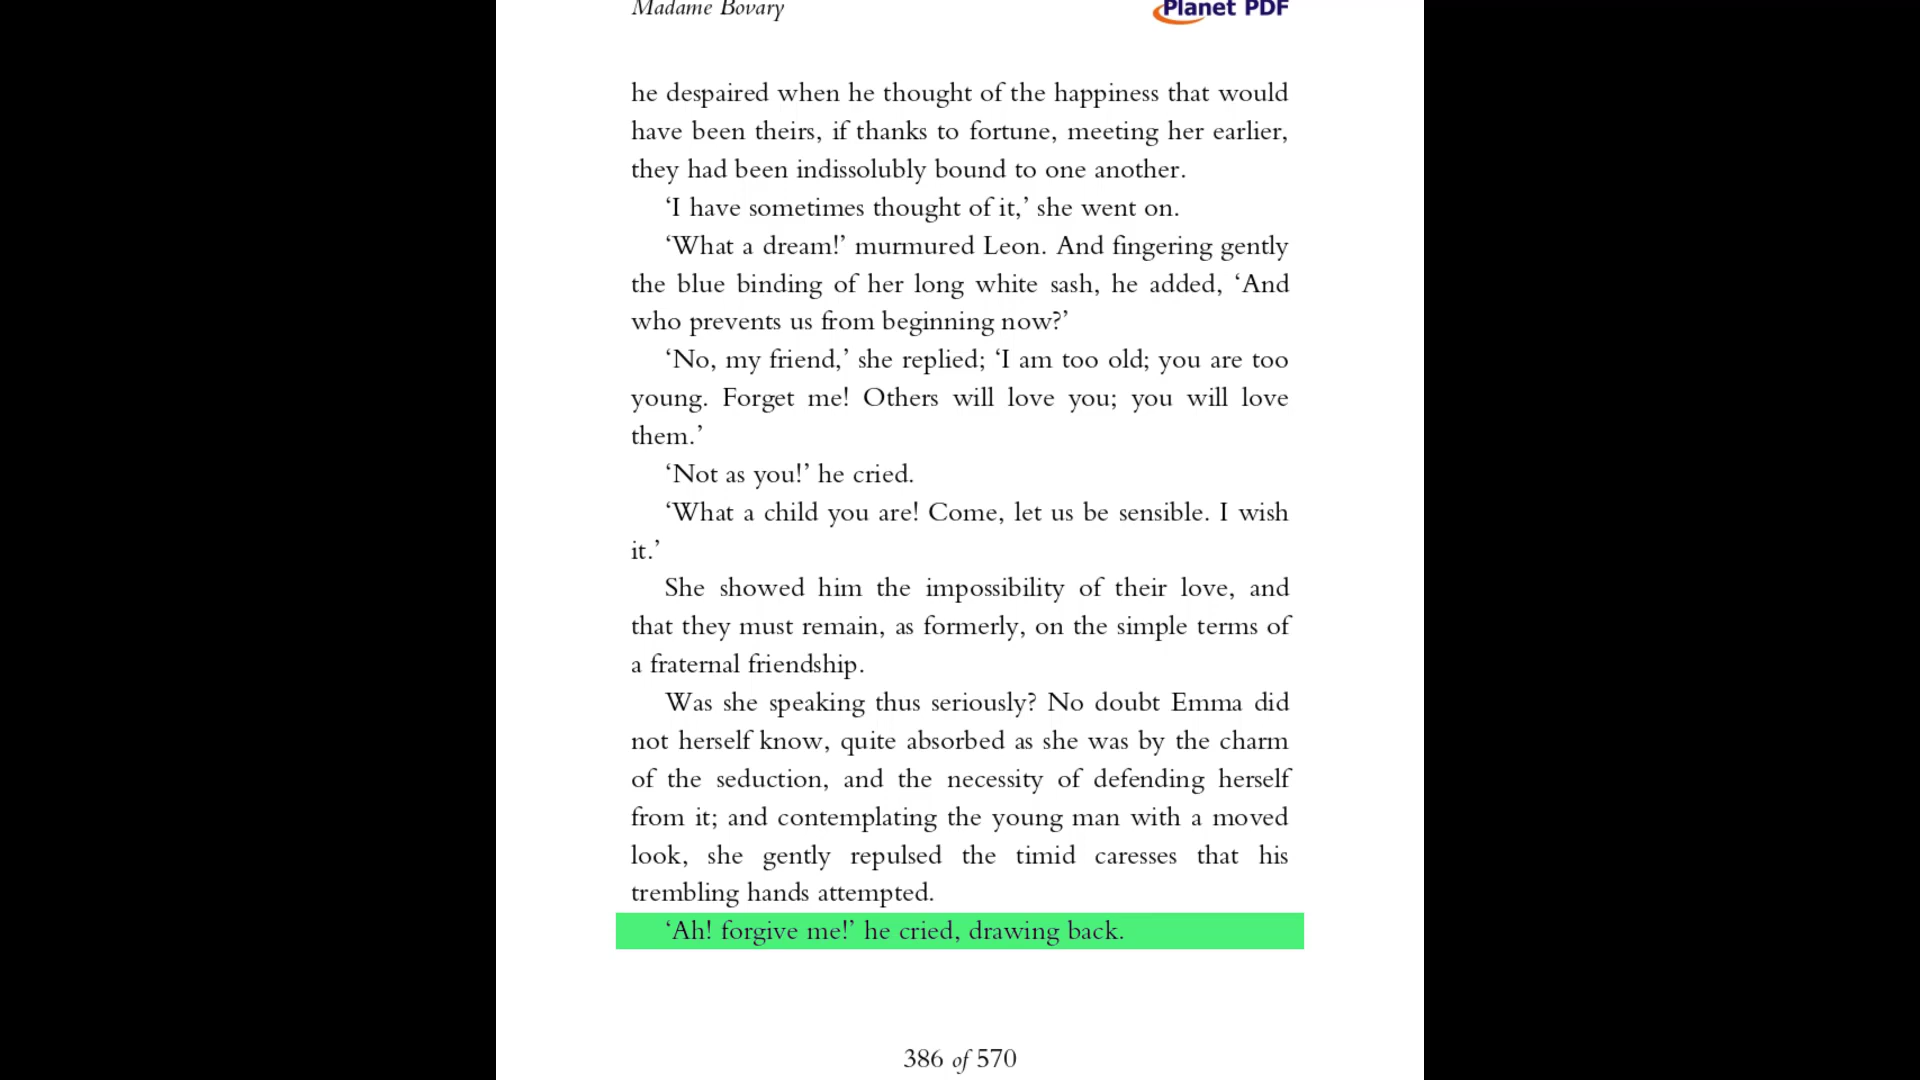 Madame Bovary
Planet PDF
he despaired when he thought of the happiness that would
have been theirs, if thanks to fortune, meeting her earlier,
they had been indissolubly bound to one another.
‘I have sometimes thought of it,’ she went on.
‘What a dream!’ murmured Leon. And fingering gently
the blue binding of her long white sash, he added, ‘And
who prevents us from beginning now?’
‘No, my friend,’ she replied; ‘I am too old; you are too
young. Forget me! Others will love you; you will love
them.’
‘Not as you!’ he cried.
‘What a child you are! Come, let us be sensible. I wish
it.’
She showed him the impossibility of their love, and
that they must remain, as formerly, on the simple terms of
a fraternal friendship.
Was she speaking thus seriously? No doubt Emma did
not herself know, quite absorbed as she was by the charm
of the seduction, and the necessity of defending herself
from it; and contemplating the young man with a moved
look, she gently repulsed the timid caresses that his
trembling hands attempted.
‘Ah! forgive me!’ he cried, drawing back.
386 of 570